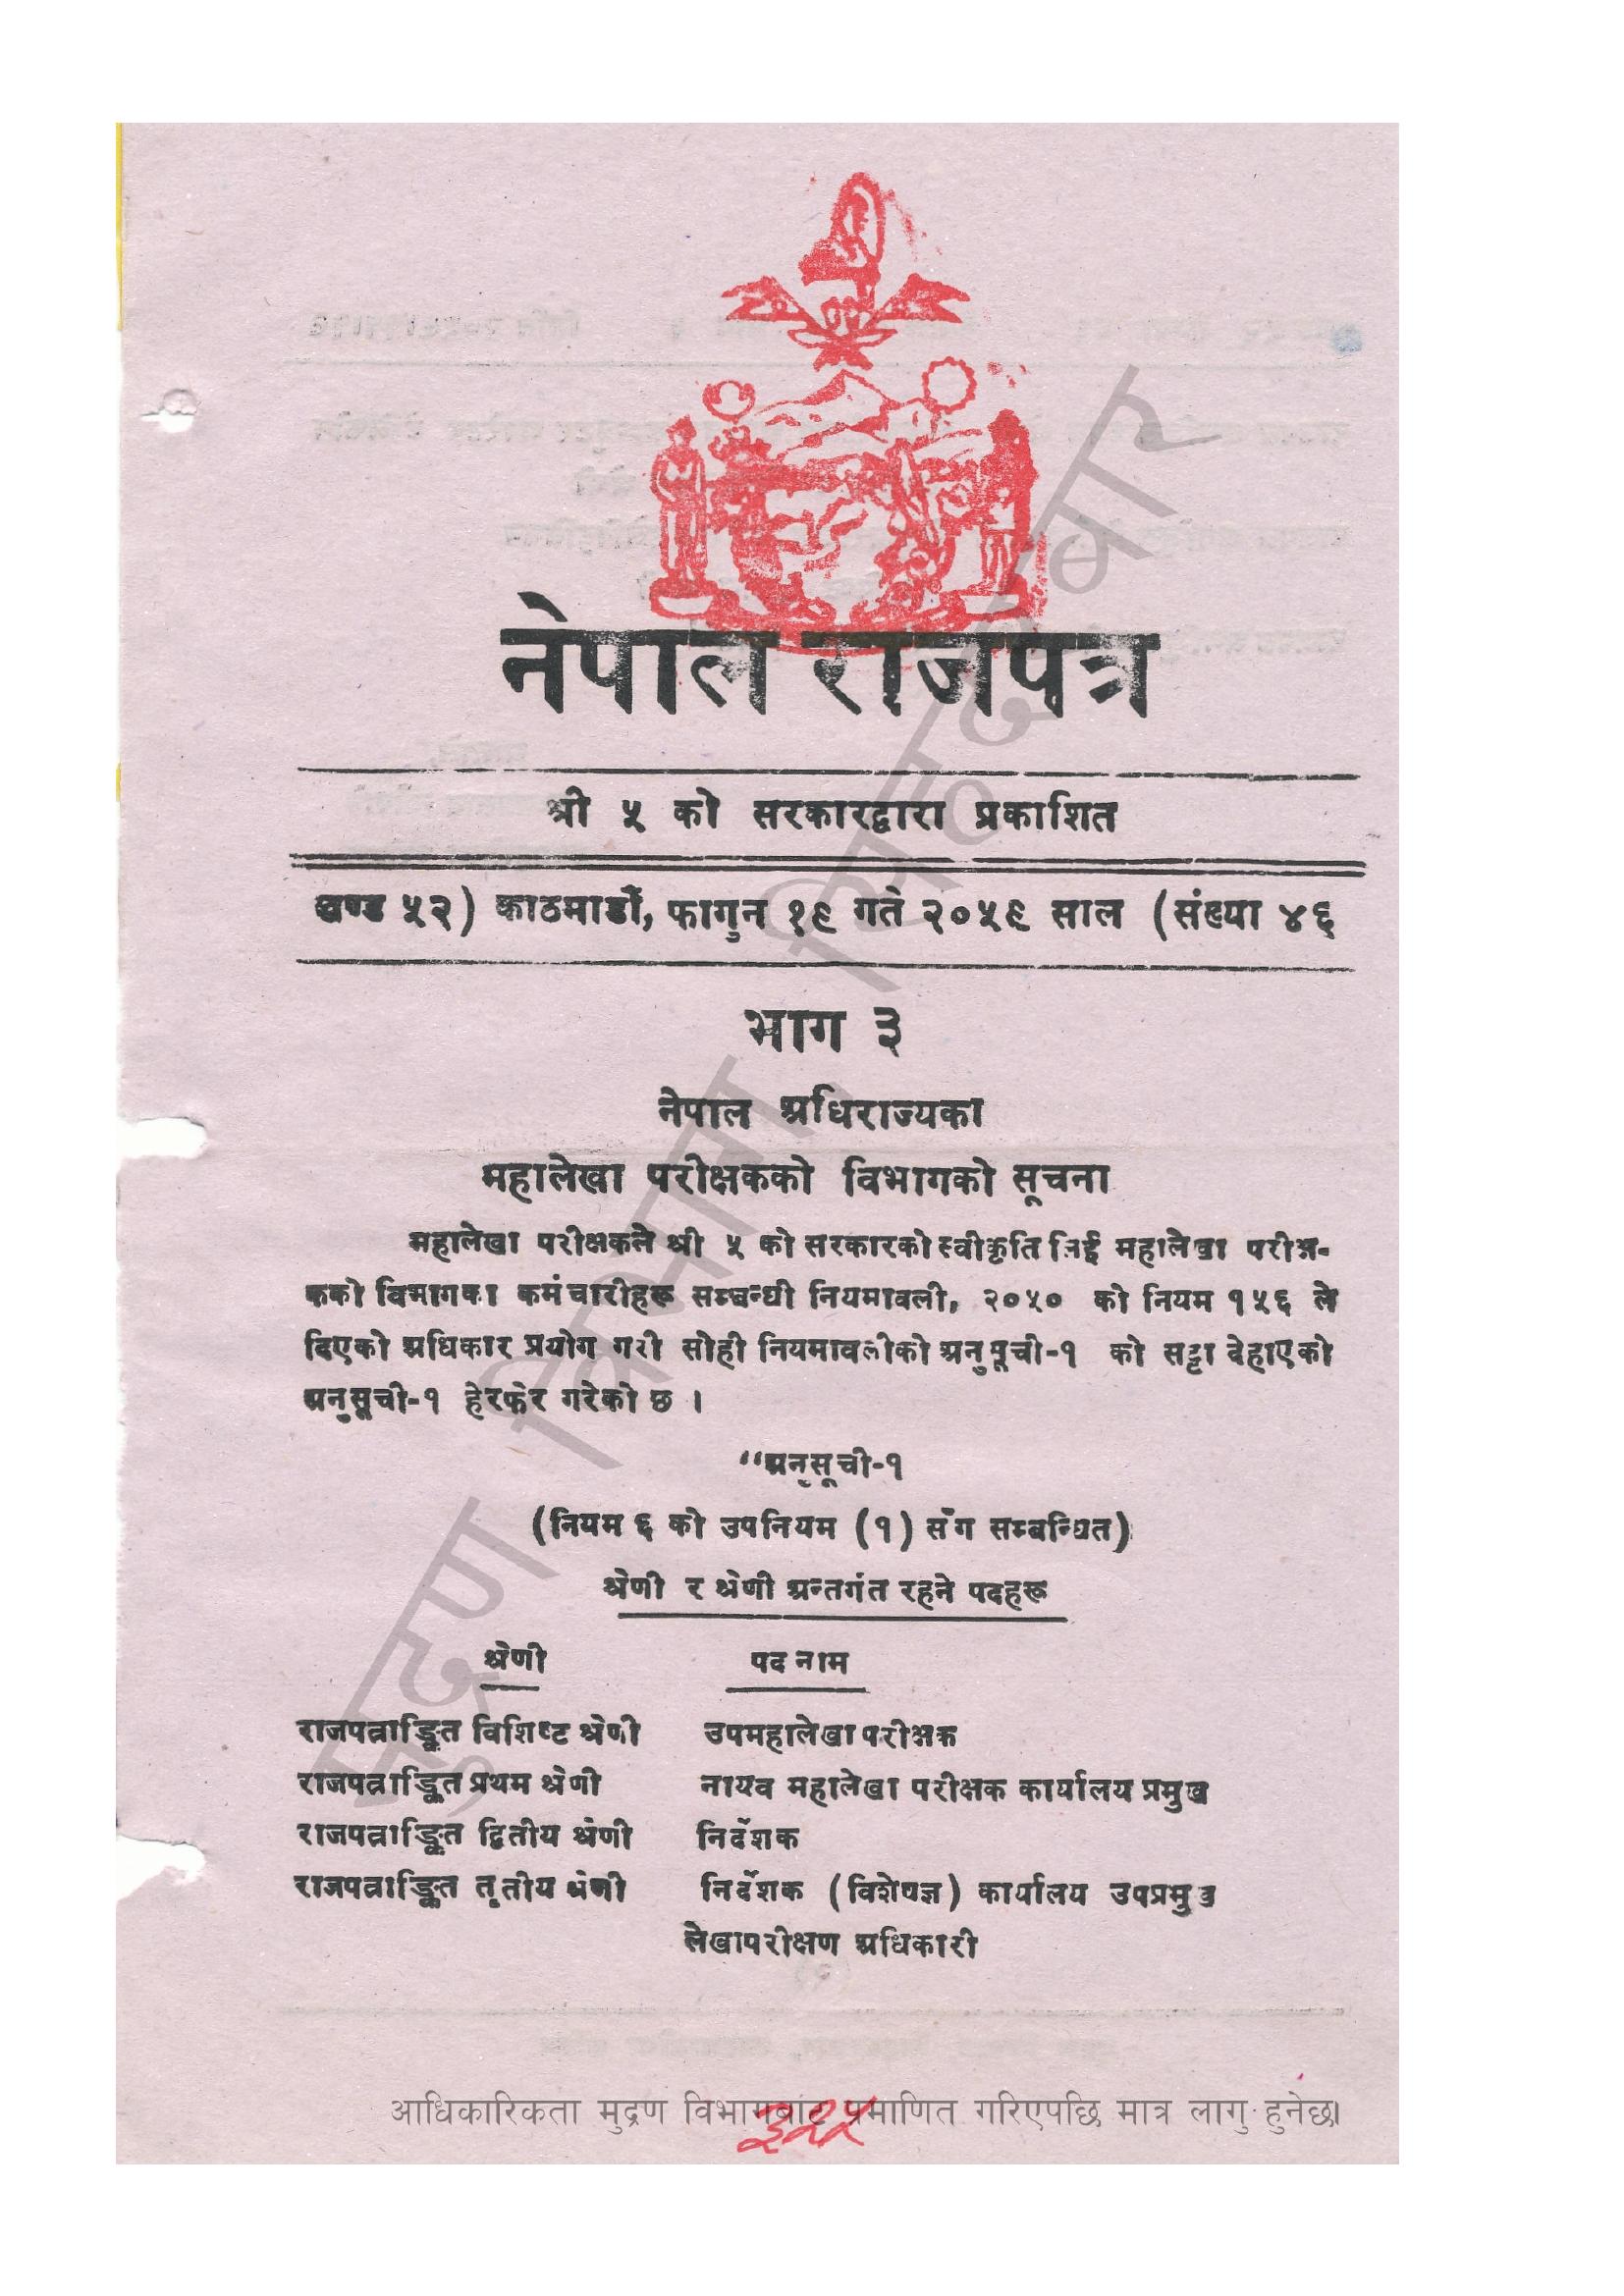 नेपाल राजपत्र
श्री ५ को सरकारद्वारा प्रकाशित
खण्ड ५२) काठमाडौं, फागुन १९ गते २०५९ साल (संख्या ४६
भाग ३
नेपाल अधिराज्यका
महालेखा परीक्षकको विभागको सूचना
महालेखा परीक्षकले श्री ५ को सरकारको स्वीकृति लिई महालेखा परीक्ष-
कको विभागका कर्मचारीहरू सम्बन्धी नियमावली, २०५० को नियम १५६ ले
दिएको अधिकार प्रयोग गरी सोही नियमावलीको अनुसूची-१ को सट्टा देहाएको
अनुसूची-१ हेरफेर गरेको छ ।
"अनुसूची-१
(नियम ६ को उपनियम (१) सँग सम्बन्धित)
श्रेणी र श्रेणी अन्तर्गत रहने पदहरू
श्रेणी पद नाम
राजपत्राङ्कित विशिष्ट श्रेणी उपमहालेखा परीक्षक
राजपत्राङ्कित प्रथम श्रेणी नायव महालेखा परीक्षक कार्यालय प्रमुख
राजपत्राङ्कित द्वितीय श्रेणी निर्देशक
राजपत्राङ्कित तृतीय श्रेणी निर्देशक (विशेषज्ञ) कार्यालय उपप्रमुख
लेखापरीक्षण अधिकारी
मुद्रण विभाग, सिंहदरवार
आधिकारिकता मुद्रण विभागबाट प्रमाणित गरिएपछि मात्र लागु हुनेछ।
३२५